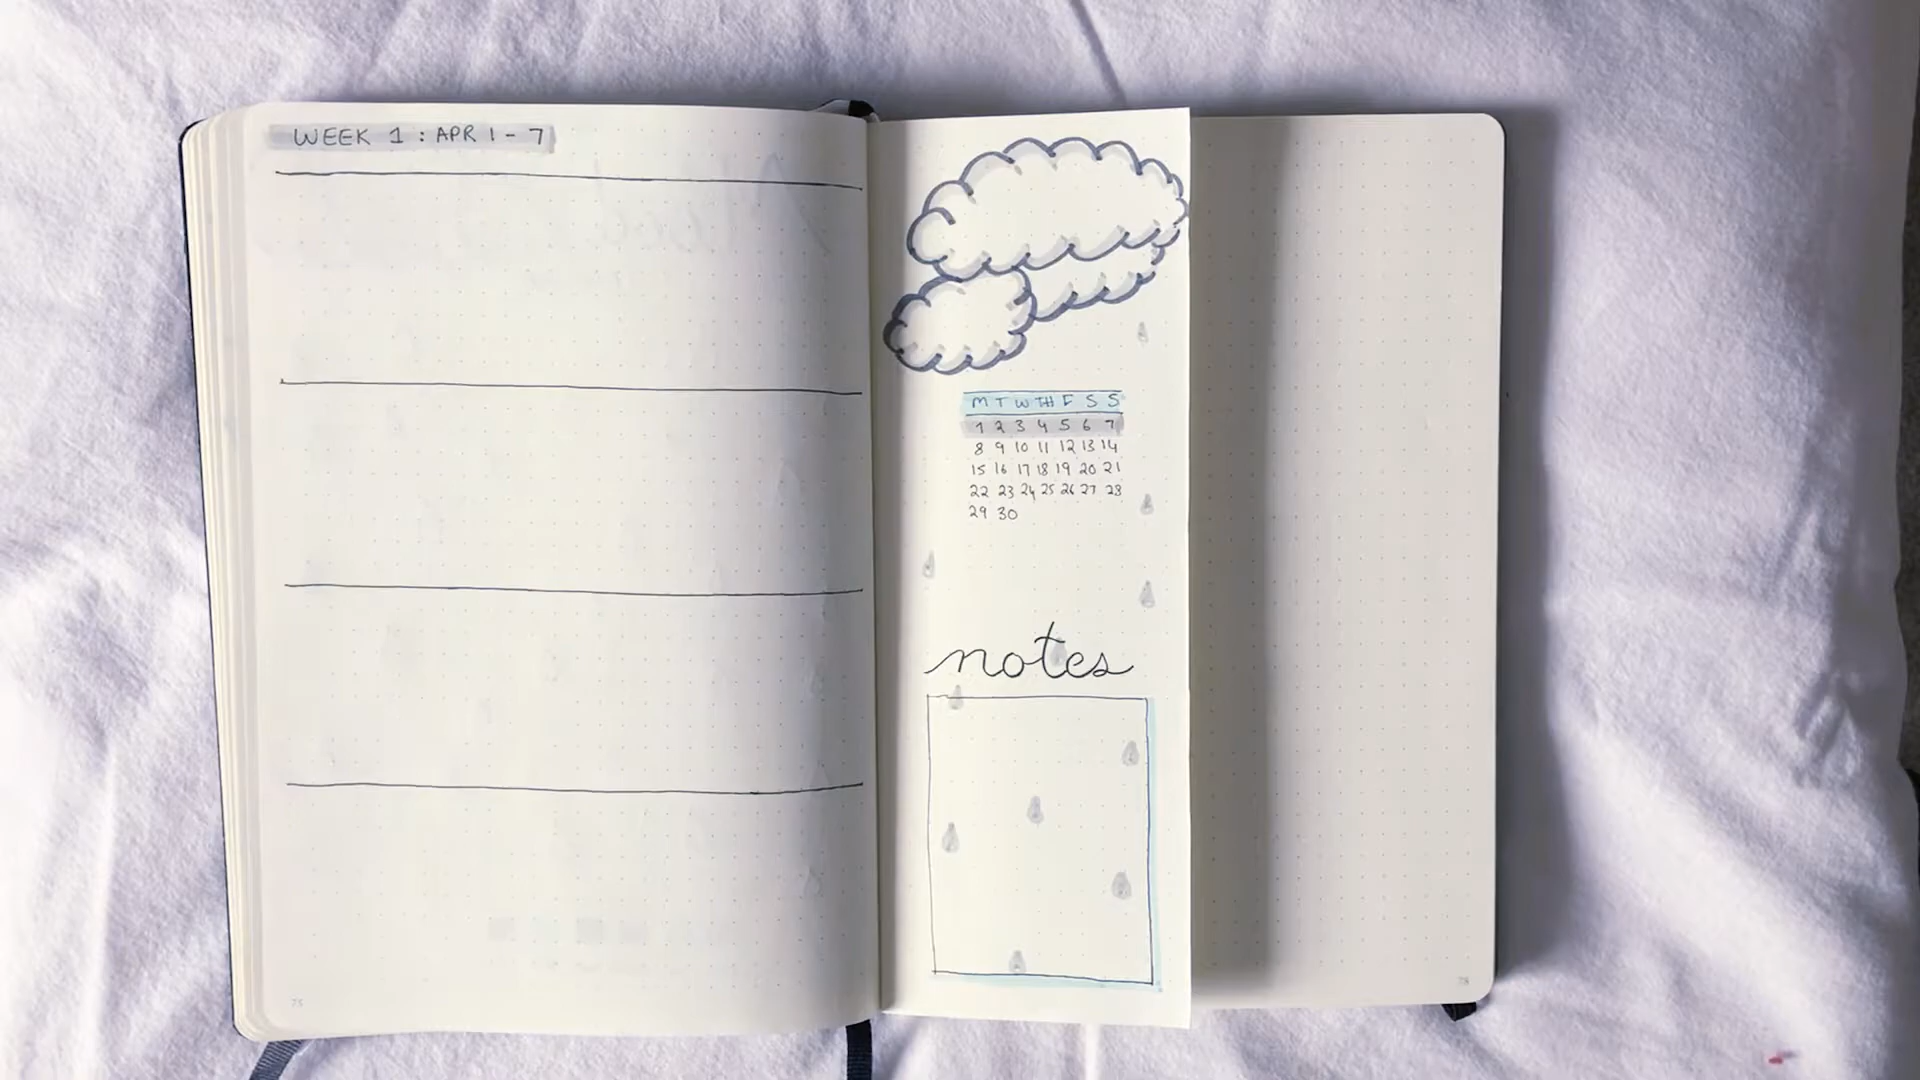 WEEK 1 : APR 1 - 7
M T W TH F S S
1 2 3 4 5 6 7
8 9 10 11 12 13 14
15 16 17 18 19 20 21
22 23 24 25 26 27 28
29 30
notes
75